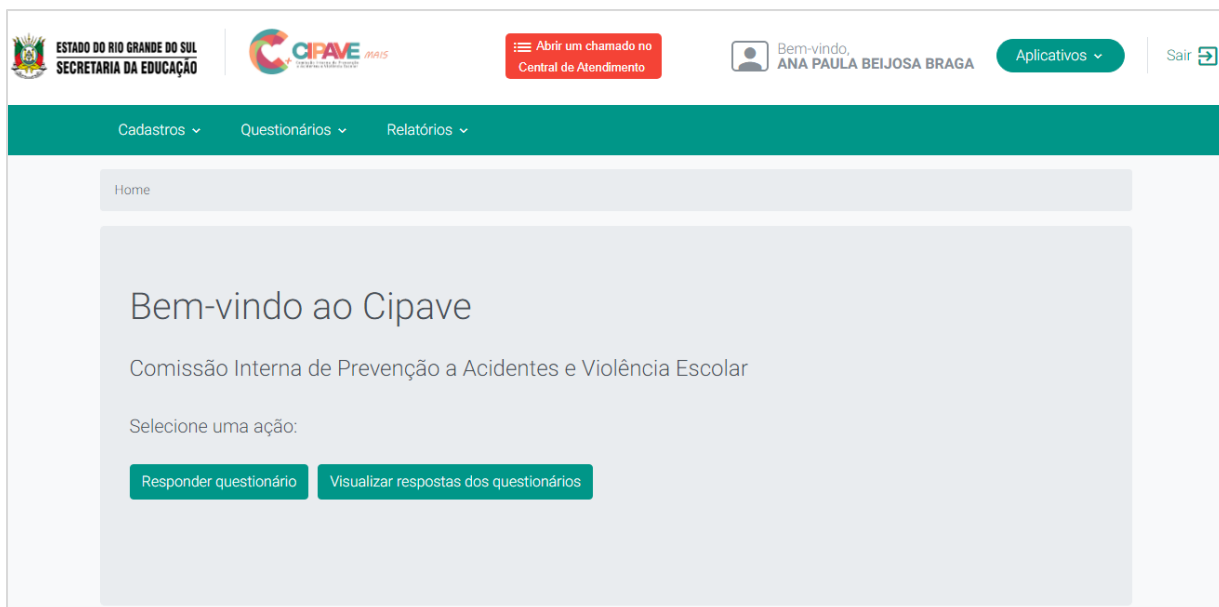 ESTADO DO RIO GRANDE DO SUL
SECRETARIA DA EDUCAÇÃO
CIPAVE MAIS
Abrir um chamado no
Central de Atendimento
Bem-vindo,
ANA PAULA BEIJOSA BRAGA
Aplicativos
Sair
Cadastros
Questionários
Relatórios
Home
Bem-vindo ao Cipave
Comissão Interna de Prevenção a Acidentes e Violência Escolar
Selecione uma ação:
Responder questionário
Visualizar respostas dos questionários